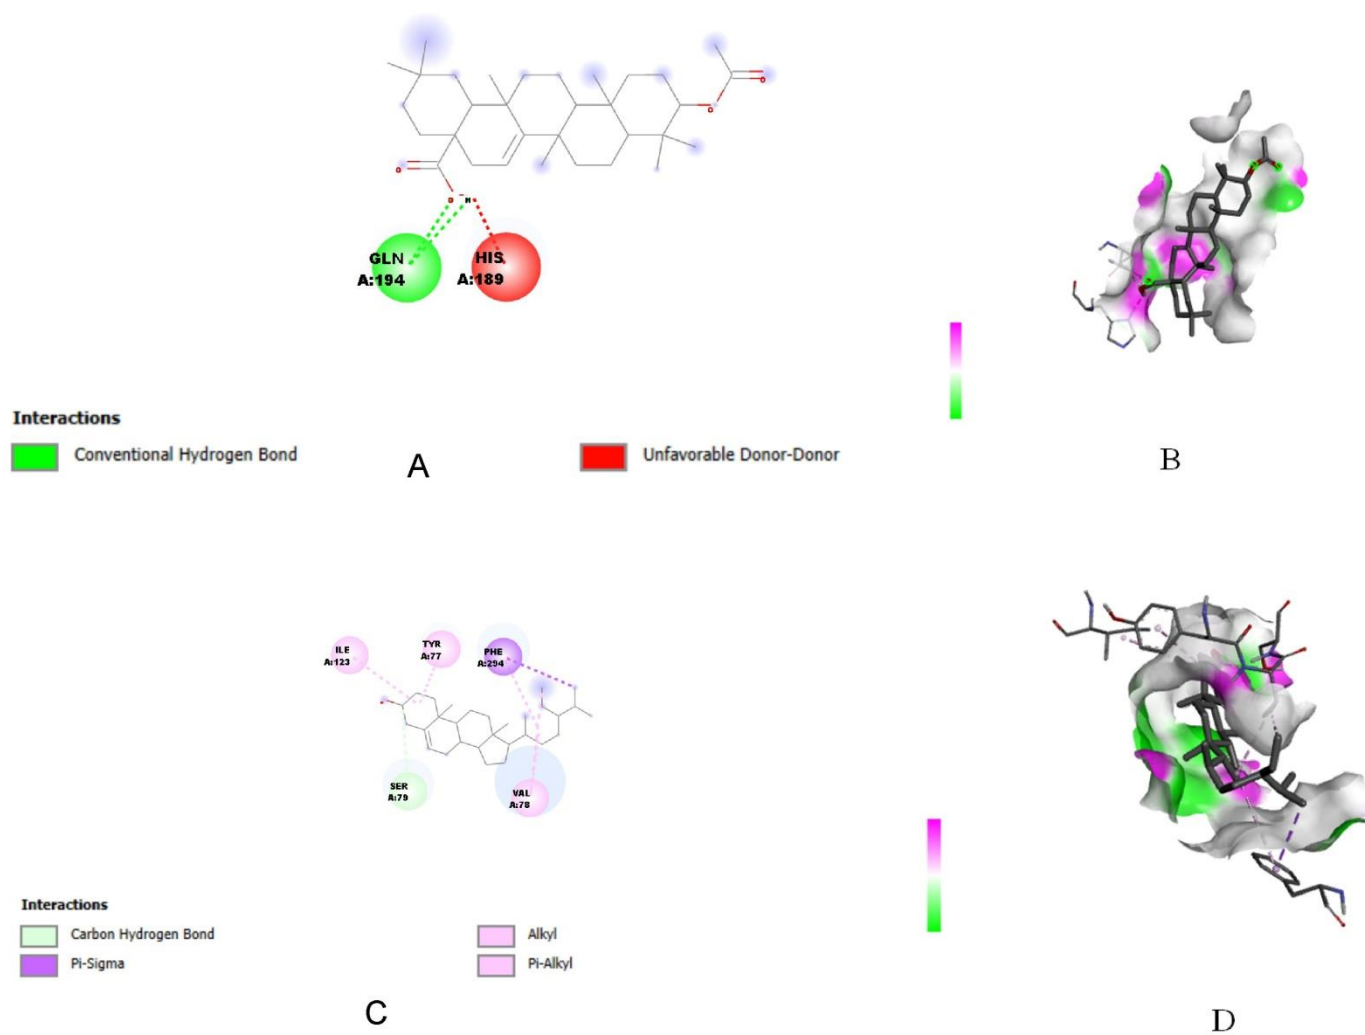 O
O
O
O
H
GLN
A:194
HIS
A:189
Interactions
Conventional Hydrogen Bond
Unfavorable Donor-Donor
A
B
ILE
A:123
TYR
A:77
PHE
A:294
SER
A:79
VAL
A:78
Interactions
Carbon Hydrogen Bond
Alkyl
Pi-Sigma
Pi-Alkyl
C
D